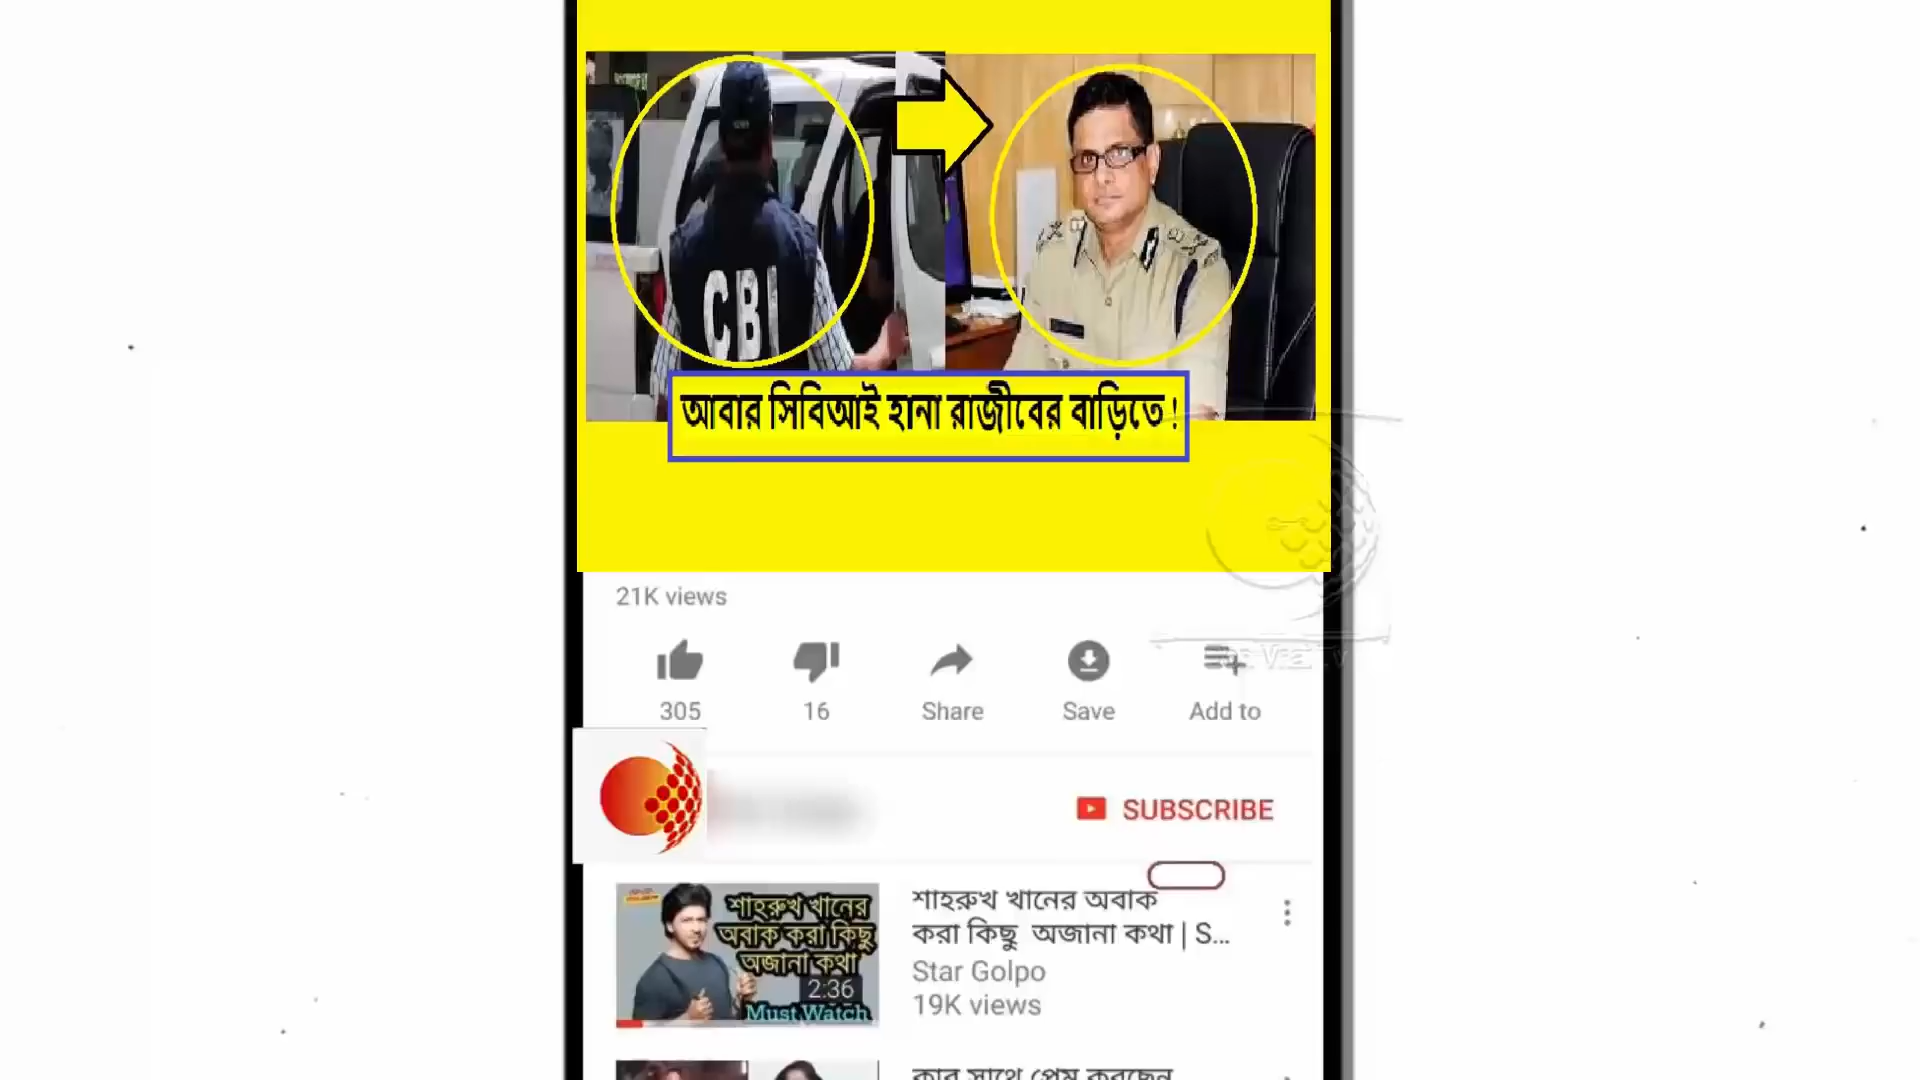 CBI
আবার সিবিআই হানা রাজীবের বাড়িতে !
21K views
305
16
Share
Save
Add to
SUBSCRIBE
শাহরুখ খানের
অবাক করা কিছু
অজানা কথা
2:36
Must Watch
শাহরুখ খানের অবাক
করা কিছু অজানা কথা | S...
Star Golpo
19K views
কার সাথে প্রেম করছেন